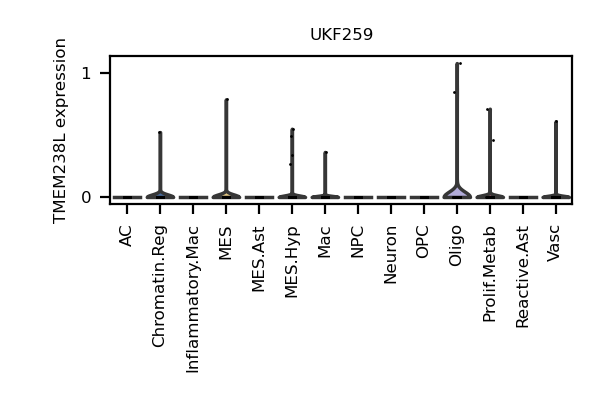 UKF259
TMEM238L expression
1
0
AC
Chromatin.Reg
Inflammatory.Mac
MES
MES.Ast
MES.Hyp
Mac
NPC
Neuron
OPC
Oligo
Prolif.Metab
Reactive.Ast
Vasc